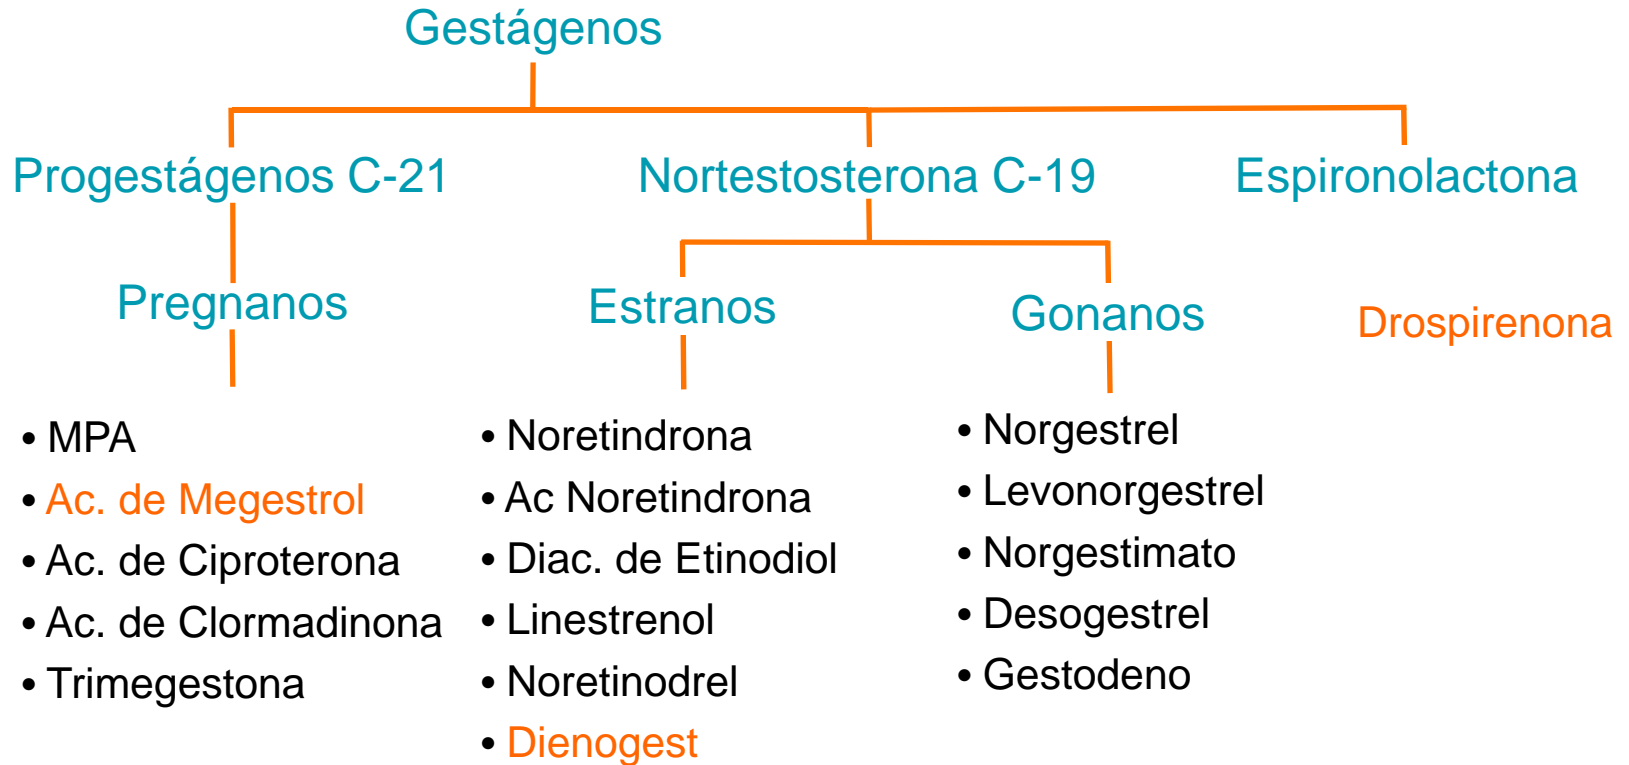 Gestágenos
Progestágenos C-21
Nortestosterona C-19
Espironolactona
Pregnanos
Estranos
Gonanos
Drospirenona
• MPA
• Ac. de Megestrol
• Ac. de Ciproterona
• Ac. de Clormadinona
• Trimegestona
• Noretindrona
• Ac Noretindrona
• Diac. de Etinodiol
• Linestrenol
• Noretinodrel
• Dienogest
• Norgestrel
• Levonorgestrel
• Norgestimato
• Desogestrel
• Gestodeno